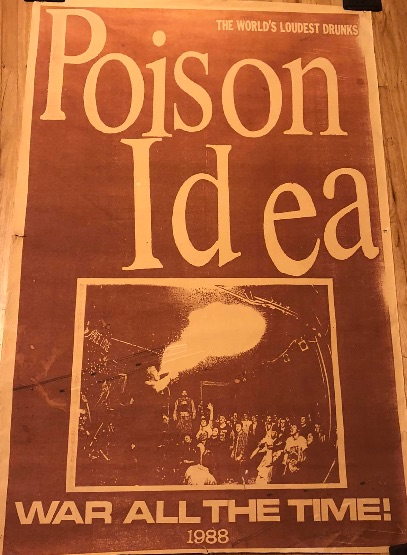 THE WORLD'S LOUDEST DRUNKS
Poison
Idea
WAR ALL THE TIME!
1988